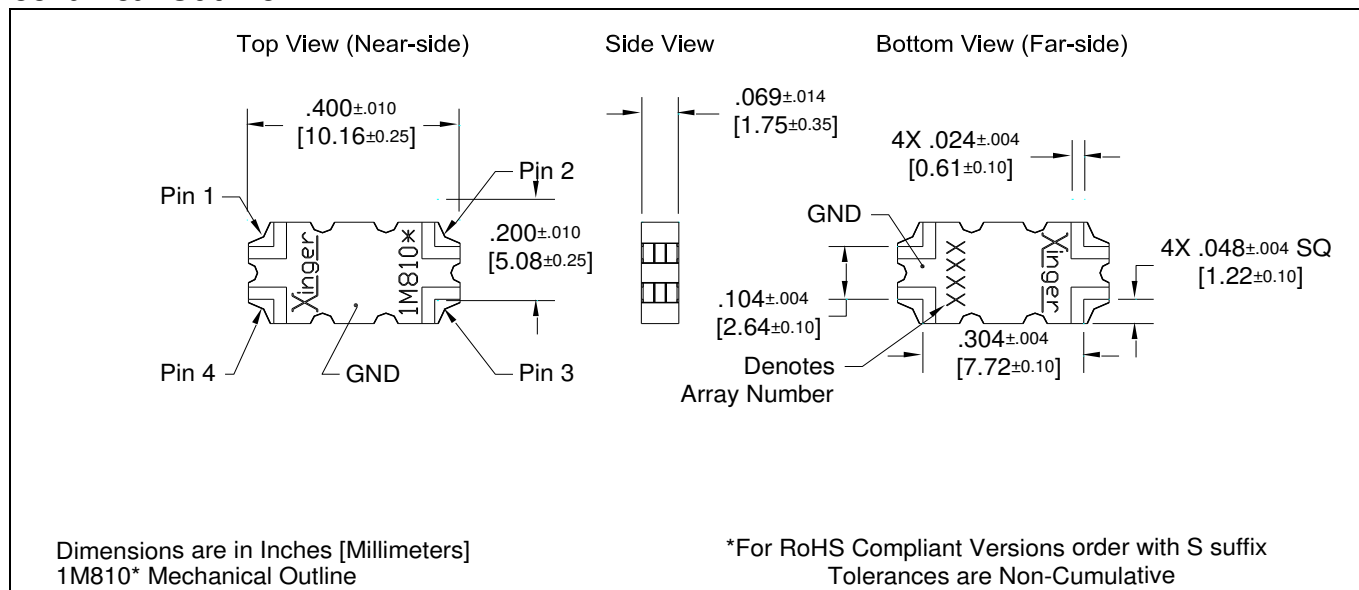 Top View (Near-side)
Side View
Bottom View (Far-side)
.400±.010
[10.16±0.25]
Pin 1
Pin 2
.200±.010
[5.08±0.25]
Xinger
1M810*
Pin 4
GND
Pin 3
.069±.014
[1.75±0.35]
4X .024±.004
[0.61±0.10]
GND
4X .048±.004 SQ
[1.22±0.10]
XXXX
Xinger
.104±.004
[2.64±0.10]
.304±.004
[7.72±0.10]
Denotes
Array Number
Dimensions are in Inches [Millimeters]
1M810* Mechanical Outline
*For RoHS Compliant Versions order with S suffix
Tolerances are Non-Cumulative